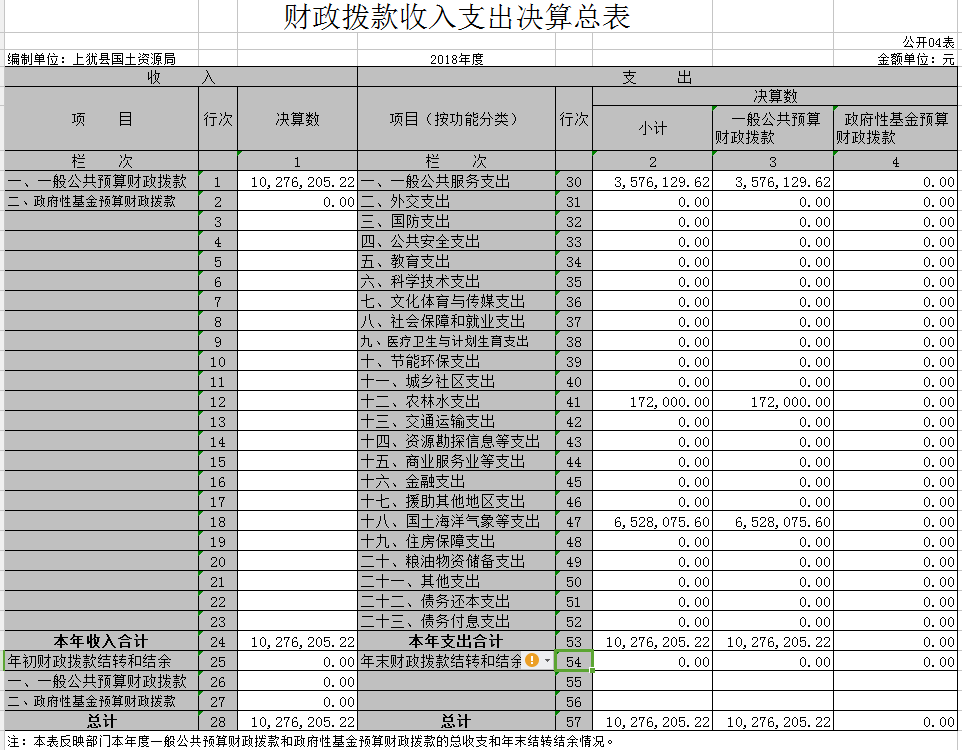 财政拨款收入支出决算总表
公开04表
编制单位：上犹县国土资源局 2018年度 金额单位：元
收 入 支 出
项 目 行次 决算数 项目（按功能分类） 行次 决算数
小计 一般公共预算财政拨款 政府性基金预算财政拨款
栏 次 1 栏 次 2 3 4
一、一般公共预算财政拨款 1 10,276,205.22 一、一般公共服务支出 30 3,576,129.62 3,576,129.62 0.00
二、政府性基金预算财政拨款 2 0.00 二、外交支出 31 0.00 0.00 0.00
3 三、国防支出 32 0.00 0.00 0.00
4 四、公共安全支出 33 0.00 0.00 0.00
5 五、教育支出 34 0.00 0.00 0.00
6 六、科学技术支出 35 0.00 0.00 0.00
7 七、文化体育与传媒支出 36 0.00 0.00 0.00
8 八、社会保障和就业支出 37 0.00 0.00 0.00
9 九、医疗卫生与计划生育支出 38 0.00 0.00 0.00
10 十、节能环保支出 39 0.00 0.00 0.00
11 十一、城乡社区支出 40 0.00 0.00 0.00
12 十二、农林水支出 41 172,000.00 172,000.00 0.00
13 十三、交通运输支出 42 0.00 0.00 0.00
14 十四、资源勘探信息等支出 43 0.00 0.00 0.00
15 十五、商业服务业等支出 44 0.00 0.00 0.00
16 十六、金融支出 45 0.00 0.00 0.00
17 十七、援助其他地区支出 46 0.00 0.00 0.00
18 十八、国土海洋气象等支出 47 6,528,075.60 6,528,075.60 0.00
19 十九、住房保障支出 48 0.00 0.00 0.00
20 二十、粮油物资储备支出 49 0.00 0.00 0.00
21 二十一、其他支出 50 0.00 0.00 0.00
22 二十二、债务还本支出 51 0.00 0.00 0.00
23 二十三、债务付息支出 52 0.00 0.00 0.00
本年收入合计 24 10,276,205.22 本年支出合计 53 10,276,205.22 10,276,205.22 0.00
年初财政拨款结转和结余 25 0.00 年末财政拨款结转和结余 54 0.00 0.00 0.00
一、一般公共预算财政拨款 26 0.00 55
二、政府性基金预算财政拨款 27 0.00 56
总计 28 10,276,205.22 总计 57 10,276,205.22 10,276,205.22 0.00
注：本表反映部门本年度一般公共预算财政拨款和政府性基金预算财政拨款的总收支和年末结转结余情况。